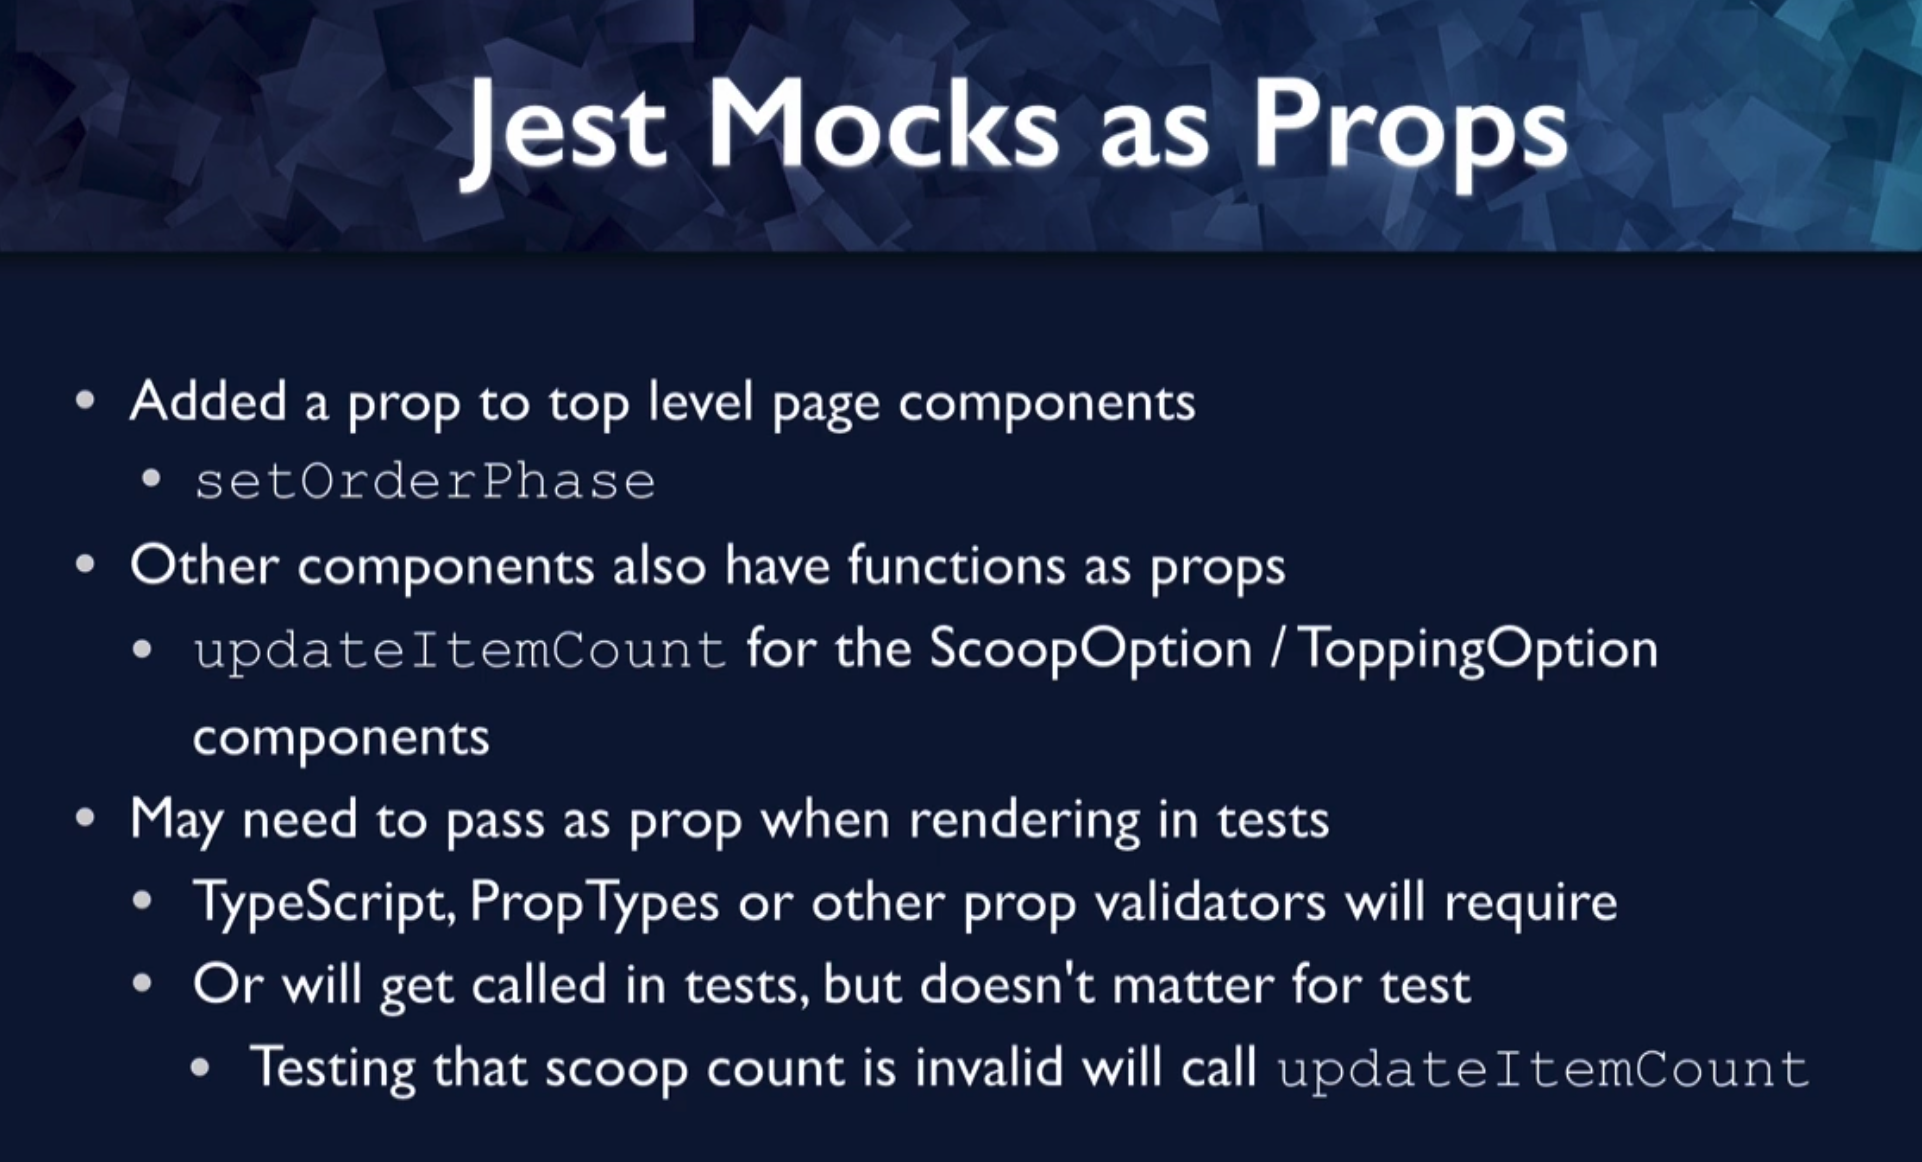 Jest Mocks as Props
• Added a prop to top level page components
• setOrderPhase
• Other components also have functions as props
• updateItemCount for the ScoopOption / ToppingOption
components
• May need to pass as prop when rendering in tests
• TypeScript, PropTypes or other prop validators will require
• Or will get called in tests, but doesn't matter for test
• Testing that scoop count is invalid will call updateItemCount